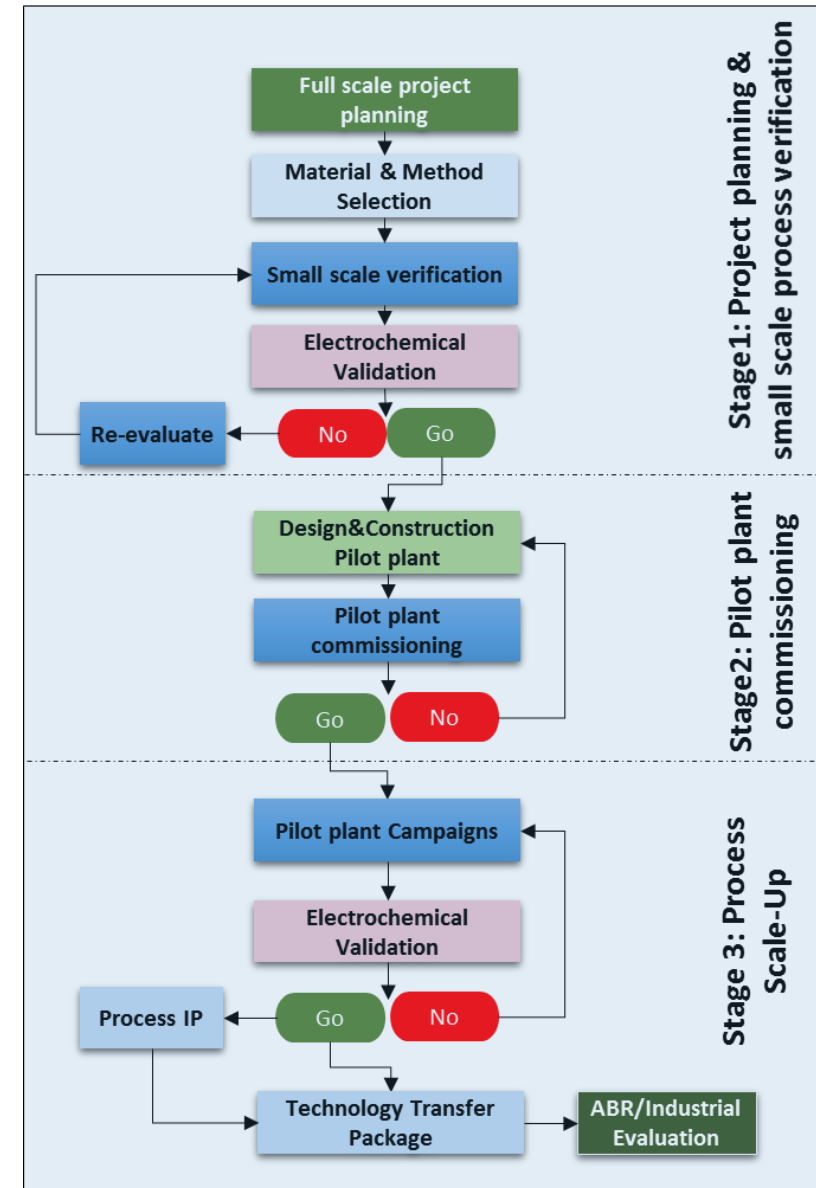 Full scale project
planning
Material & Method
Selection
Small scale verification
Electrochemical
Validation
Re-evaluate
No
Go
Stage1: Project planning &
small scale process verification
Design&Construction
Pilot plant
Pilot plant
commissioning
Go
No
Stage2: Pilot plant
commissioning
Pilot plant Campaigns
Electrochemical
Validation
Process IP
Go
No
Stage 3: Process
Scale-Up
Technology Transfer
Package
ABR/Industrial
Evaluation